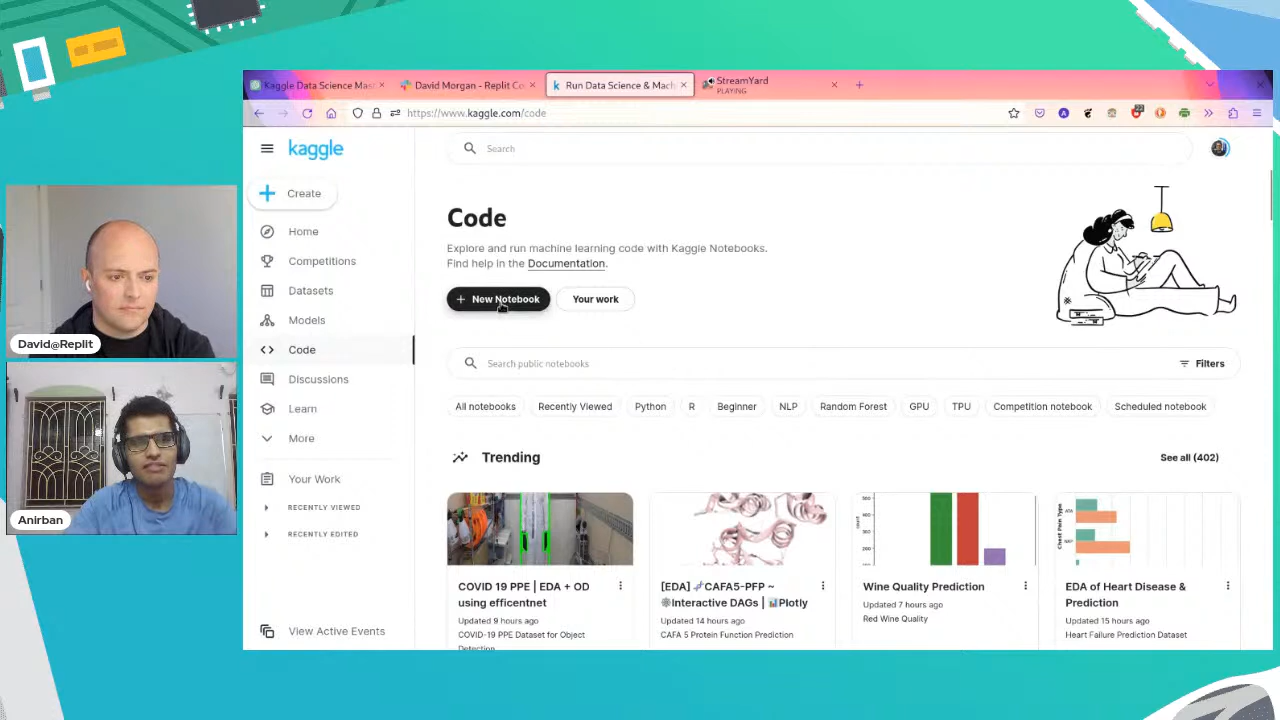 Kaggle Data Science Mas
David Morgan - Replit Co
Run Data Science & Mach
StreamYard
PLAYING
https://www.kaggle.com/code
kaggle
Search
Create
Home
Competitions
Datasets
Models
Code
Discussions
Learn
More
Your Work
RECENTLY VIEWED
RECENTLY EDITED
View Active Events
Code
Explore and run machine learning code with Kaggle Notebooks.
Find help in the Documentation.
+ New Notebook
Your work
Search public notebooks
Filters
All notebooks
Recently Viewed
Python
R
Beginner
NLP
Random Forest
GPU
TPU
Competition notebook
Scheduled notebook
Trending
See all (402)
COVID 19 PPE | EDA + OD
using efficentnet
Updated 9 hours ago
COVID-19 PPE Dataset for Object
Detection
[EDA] CAFA5-PFP ~
Interactive DAGs | Plotly
Updated 14 hours ago
CAFA 5 Protein Function Prediction
Wine Quality Prediction
Updated 7 hours ago
Red Wine Quality
EDA of Heart Disease &
Prediction
Updated 15 hours ago
Heart Failure Prediction Dataset
David@Replit
Anirban